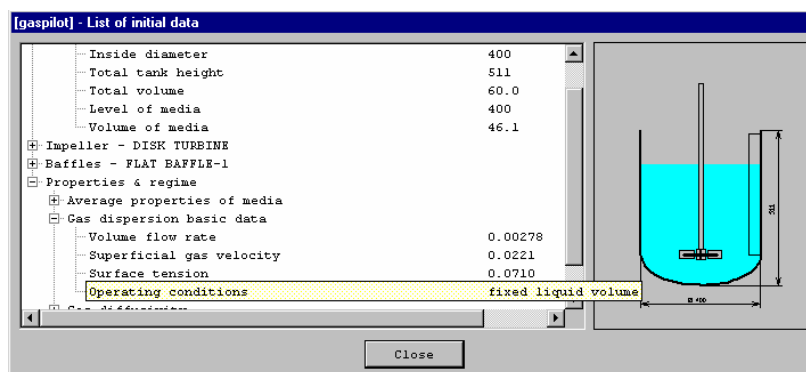 [gaspilot] - List of initial data
Inside diameter 400
Total tank height 511
Total volume 60.0
Level of media 400
Volume of media 46.1
Impeller - DISK TURBINE
Baffles - FLAT BAFFLE-1
Properties & regime
Average properties of media
Gas dispersion basic data
Volume flow rate 0.00278
Superficial gas velocity 0.0221
Surface tension 0.0710
Operating conditions fixed liquid volume
Gas diffusivity
511
Ø 400
Close